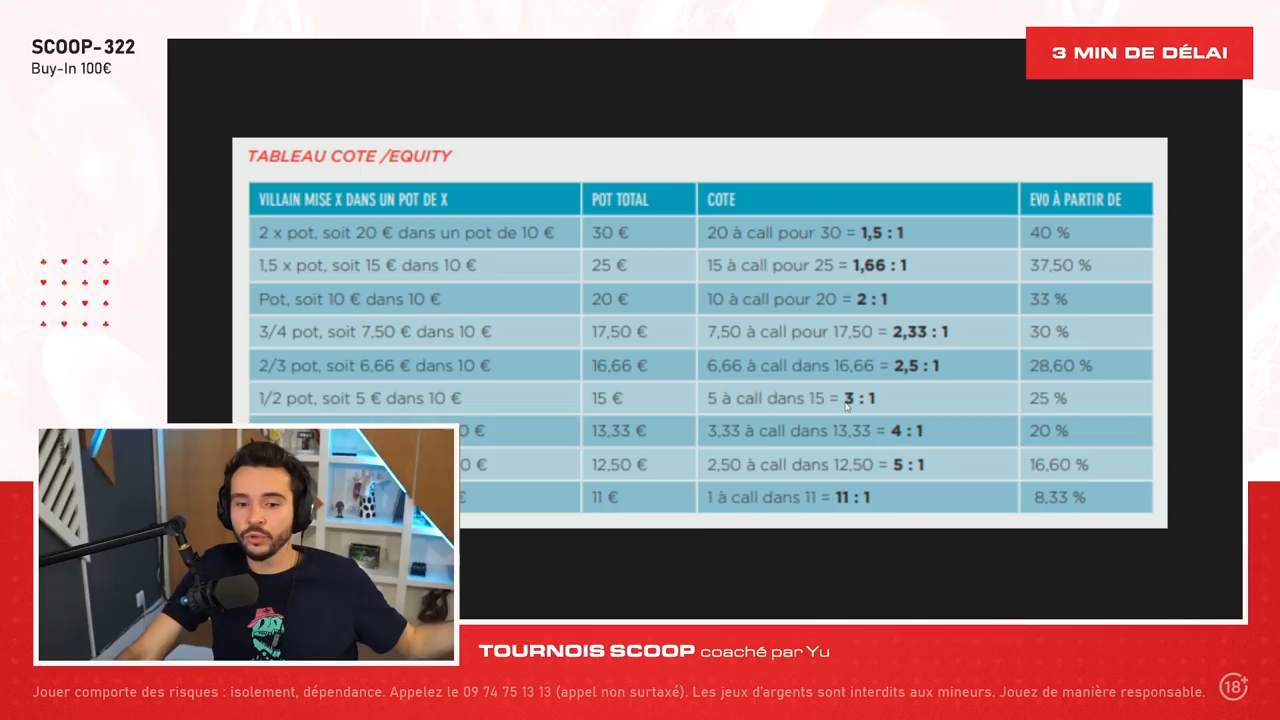 SCOOP-322
Buy-In 100€
3 MIN DE DÉLAI
TABLEAU COTE /EQUITY
VILLAIN MISE X DANS UN POT DE X POT TOTAL COTE EV0 À PARTIR DE
2 x pot, soit 20 € dans un pot de 10 € 30 € 20 à call pour 30 = 1,5 : 1 40 %
1,5 x pot, soit 15 € dans 10 € 25 € 15 à call pour 25 = 1,66 : 1 37,50 %
Pot, soit 10 € dans 10 € 20 € 10 à call pour 20 = 2 : 1 33 %
3/4 pot, soit 7,50 € dans 10 € 17,50 € 7,50 à call pour 17,50 = 2,33 : 1 30 %
2/3 pot, soit 6,66 € dans 10 € 16,66 € 6,66 à call dans 16,66 = 2,5 : 1 28,60 %
1/2 pot, soit 5 € dans 10 € 15 € 5 à call dans 15 = 3 : 1 25 %
0 € 13,33 € 3,33 à call dans 13,33 = 4 : 1 20 %
0 € 12,50 € 2,50 à call dans 12,50 = 5 : 1 16,60 %
€ 11 € 1 à call dans 11 = 11 : 1 8,33 %
TOURNOIS SCOOP coaché par Yu
Jouer comporte des risques : isolement, dépendance. Appelez le 09 74 75 13 13 (appel non surtaxé). Les jeux d'argents sont interdits aux mineurs. Jouez de manière responsable.
18+